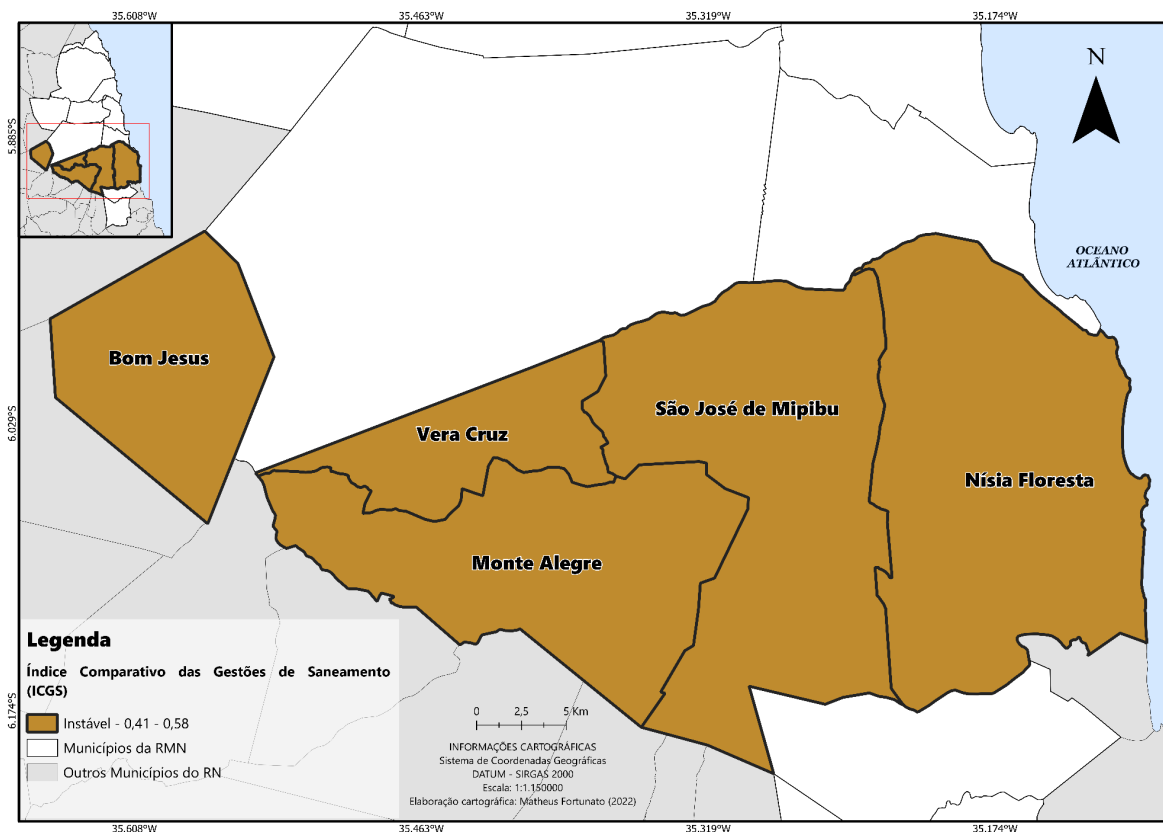 35.608°W
35.463°W
35.319°W
35.174°W
5.885°S
6.029°S
6.174°S
N
OCEANO
ATLÂNTICO
Bom Jesus
Vera Cruz
São José de Mipibu
Nísia Floresta
Monte Alegre
Legenda
Índice Comparativo das Gestões de Saneamento
(ICGS)
Instável - 0,41 - 0,58
Municípios da RMN
Outros Municípios do RN
0 2,5 5 Km
INFORMAÇÕES CARTOGRÁFICAS
Sistema de Coordenadas Geográficas
DATUM - SIRGAS 2000
Escala: 1:1.150000
Elaboração cartográfica: Matheus Fortunato (2022)
35.608°W
35.463°W
35.319°W
35.174°W